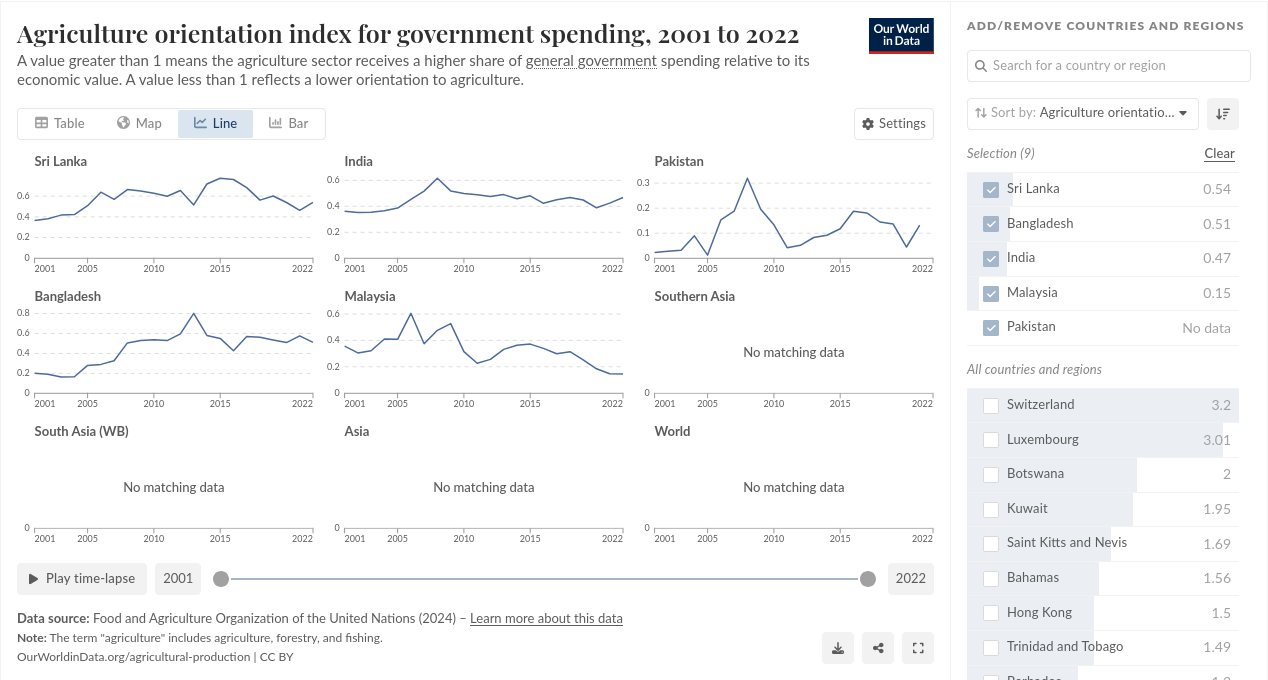 Agriculture orientation index for government spending, 2001 to 2022
Our World
in Data
A value greater than 1 means the agriculture sector receives a higher share of general government spending relative to its
economic value. A value less than 1 reflects a lower orientation to agriculture.
Table Map Line Bar
Settings
Sri Lanka
0.6
0.4
0.2
0
2001 2005 2010 2015 2022
India
0.6
0.4
0.2
0
2001 2005 2010 2015 2022
Pakistan
0.3
0.2
0.1
0
2001 2005 2010 2015 2022
Bangladesh
0.8
0.6
0.4
0.2
0
2001 2005 2010 2015 2022
Malaysia
0.6
0.4
0.2
0
2001 2005 2010 2015 2022
Southern Asia
No matching data
0
2001 2005 2010 2015 2022
South Asia (WB)
No matching data
0
2001 2005 2010 2015 2022
Asia
No matching data
0
2001 2005 2010 2015 2022
World
No matching data
0
2001 2005 2010 2015 2022
Play time-lapse 2001 2022
Data source: Food and Agriculture Organization of the United Nations (2024) – Learn more about this data
Note: The term "agriculture" includes agriculture, forestry, and fishing.
OurWorldinData.org/agricultural-production | CC BY
ADD/REMOVE COUNTRIES AND REGIONS
Search for a country or region
Sort by: Agriculture orientatio...
Selection (9) Clear
Sri Lanka 0.54
Bangladesh 0.51
India 0.47
Malaysia 0.15
Pakistan No data
All countries and regions
Switzerland 3.2
Luxembourg 3.01
Botswana 2
Kuwait 1.95
Saint Kitts and Nevis 1.69
Bahamas 1.56
Hong Kong 1.5
Trinidad and Tobago 1.49